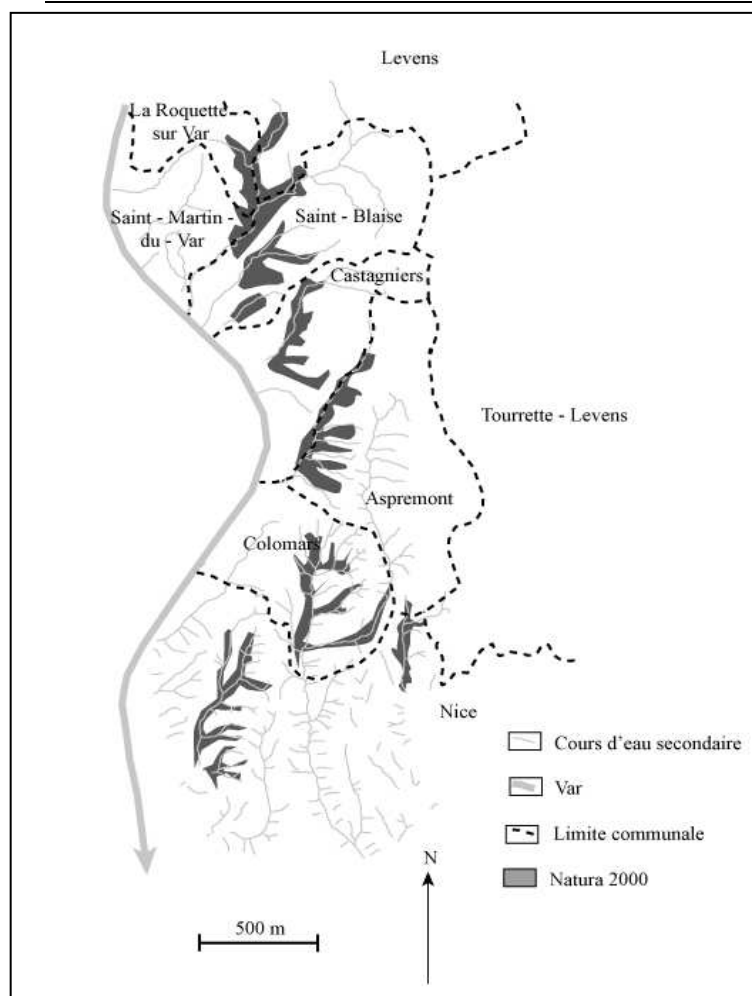 Levens
La Roquette
sur Var
Saint - Martin -
du - Var
Saint - Blaise
Castagniers
Tourrette - Levens
Aspremont
Colomars
Nice
Cours d'eau secondaire
Var
Limite communale
Natura 2000
N
500 m